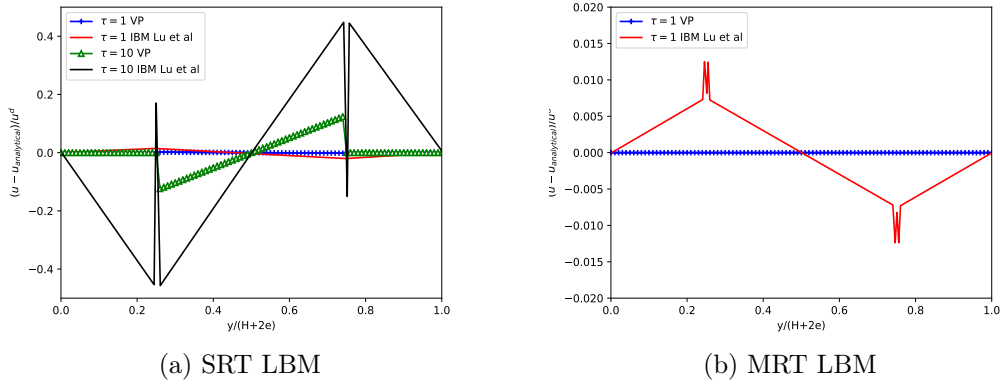 τ = 1 VP
τ = 1 IBM Lu et al
τ = 10 VP
τ = 10 IBM Lu et al
0.4
0.2
0.0
−0.2
−0.4
0.0 0.2 0.4 0.6 0.8 1.0
y/(H+2e)
(a) SRT LBM
τ = 1 VP
τ = 1 IBM Lu et al
0.020
0.015
0.010
0.005
0.000
−0.005
−0.010
−0.015
−0.020
0.0 0.2 0.4 0.6 0.8 1.0
y/(H+2e)
(b) MRT LBM